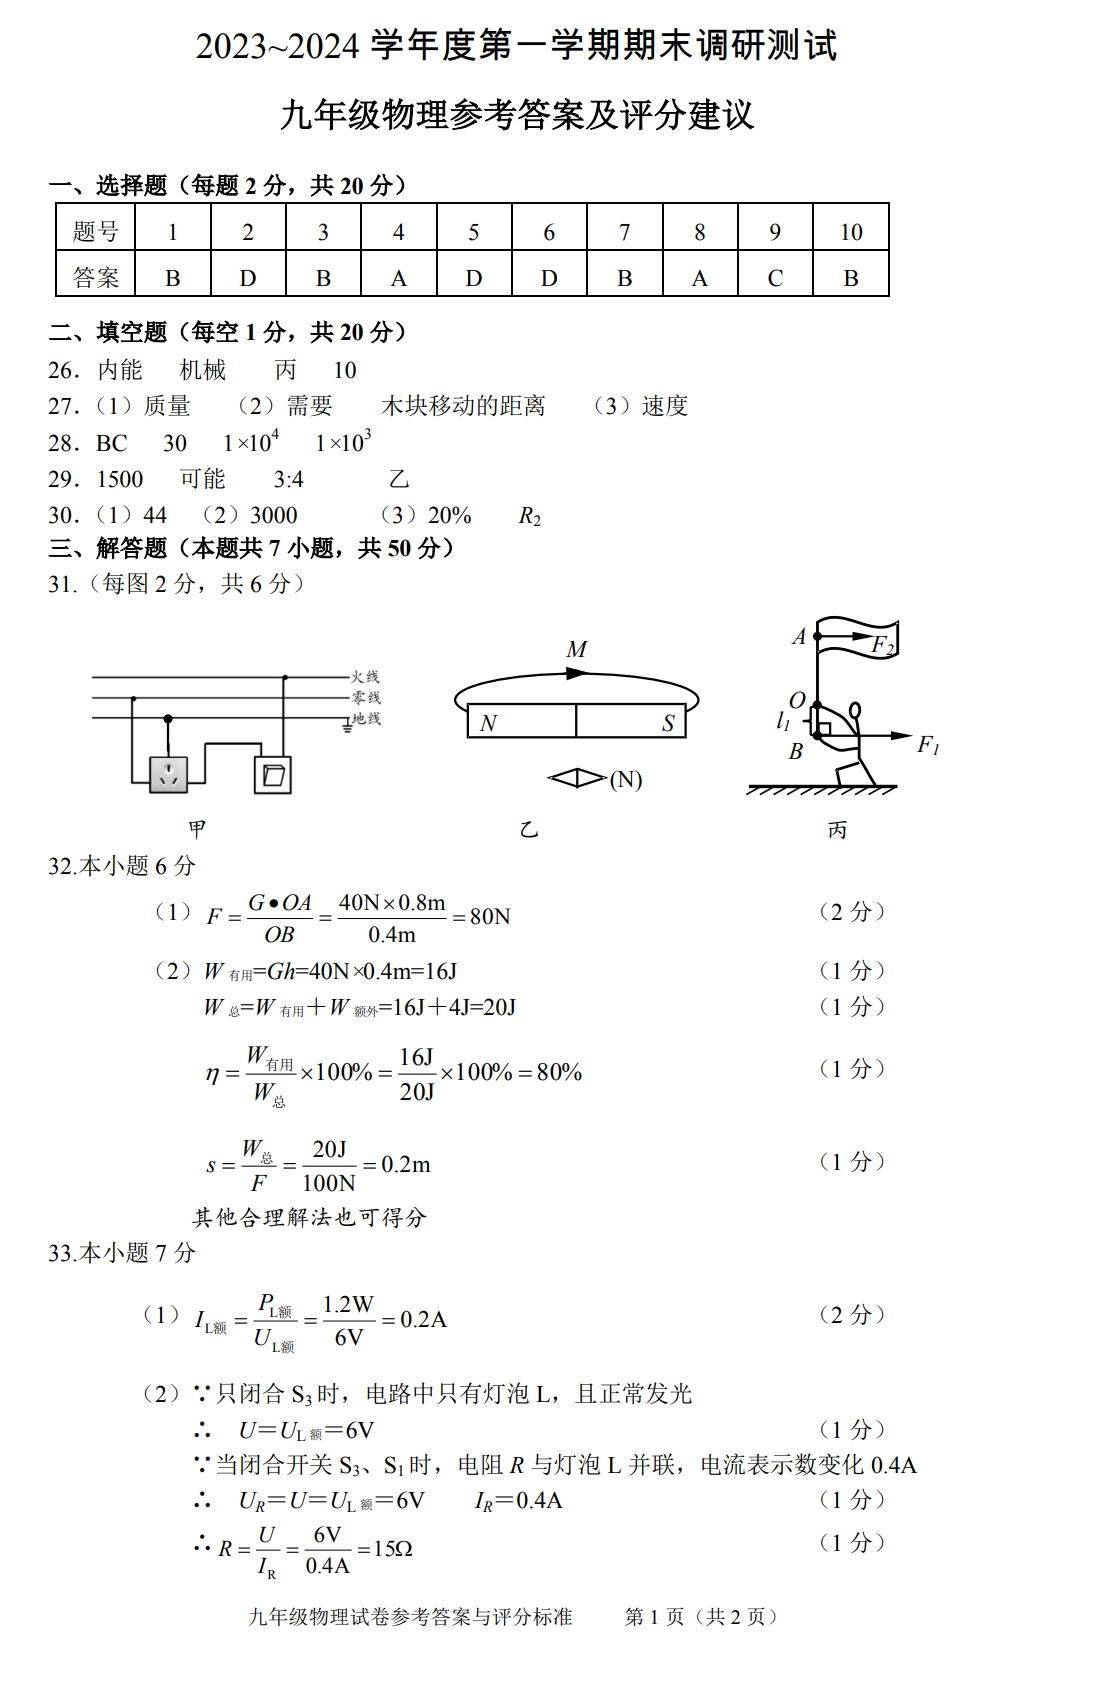 2023~2024 学年度第一学期期末调研测试
九年级物理参考答案及评分建议
一、选择题（每题 2 分，共 20 分）
题号 1 2 3 4 5 6 7 8 9 10
答案 B D B A D D B A C B
二、填空题（每空 1 分，共 20 分）
26．内能 机械 丙 10
27．（1）质量 （2）需要 木块移动的距离 （3）速度
28．BC 30 1×10⁴ 1×10³
29．1500 可能 3:4 乙
30．（1）44 （2）3000 （3）20% R₂
三、解答题（本题共 7 小题，共 50 分）
31.（每图 2 分，共 6 分）
火线
零线
地线
甲
M
N S
(N)
乙
A F₂
O
l₁
B F₁
丙
32.本小题 6 分
（1） F = G•OA/OB = 40N×0.8m/0.4m = 80N （2 分）
（2）W有用=Gh=40N×0.4m=16J （1 分）
W总=W有用＋W额外=16J＋4J=20J （1 分）
η = W有用/W总 ×100% = 16J/20J ×100% = 80% （1 分）
s = W总/F = 20J/100N = 0.2m （1 分）
其他合理解法也可得分
33.本小题 7 分
（1） I L额 = P L额/U L额 = 1.2W/6V = 0.2A （2 分）
（2）∵只闭合 S₃时，电路中只有灯泡 L，且正常发光
∴ U＝U L额＝6V （1 分）
∵当闭合开关 S₃、S₁时，电阻 R 与灯泡 L 并联，电流表示数变化 0.4A
∴ U R＝U＝U L额＝6V I R＝0.4A （1 分）
∴ R = U/I R = 6V/0.4A =15Ω （1 分）
九年级物理试卷参考答案与评分标准 第 1 页（共 2 页）